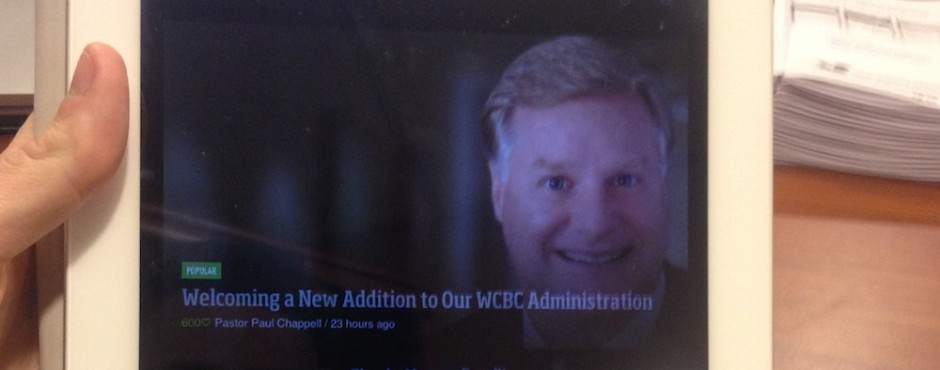 POPULAR
Welcoming a New Addition to Our WCBC Administration
600♡ Pastor Paul Chappell / 23 hours ago